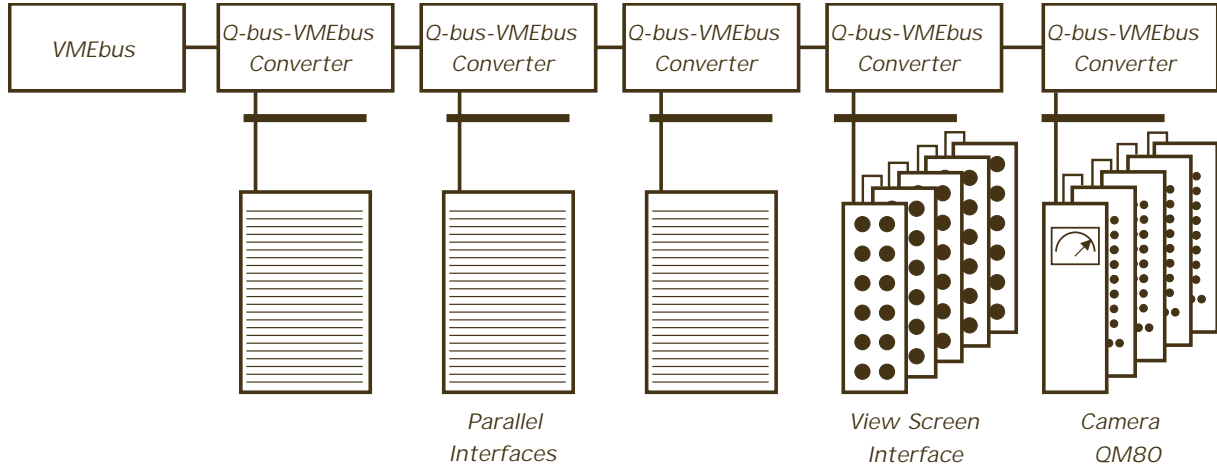 VMEbus
Q-bus-VMEbus
Converter
Q-bus-VMEbus
Converter
Q-bus-VMEbus
Converter
Q-bus-VMEbus
Converter
Q-bus-VMEbus
Converter
Parallel
Interfaces
View Screen
Interface
Camera
QM80